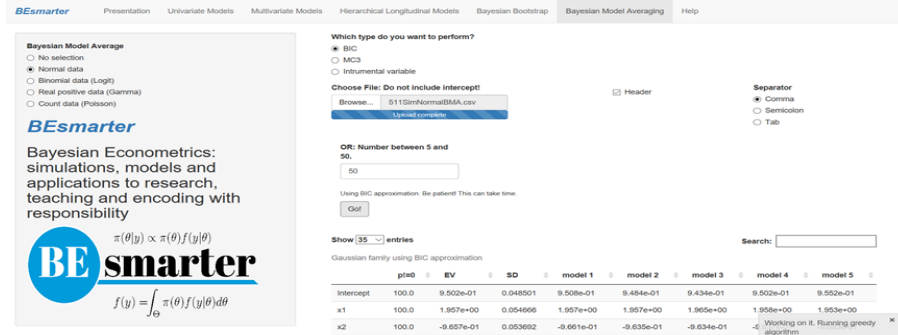 BEsmarter Presentation Univariate Models Multivariate Models Hierarchical Longitudinal Models Bayesian Bootstrap Bayesian Model Averaging Help
Bayesian Model Average
No selection
Normal data
Binomial data (Logit)
Real positive data (Gamma)
Count data (Poisson)
BEsmarter
Bayesian Econometrics:
simulations, models and
applications to research,
teaching and encoding with
responsibility
π(θ|y) ∝ π(θ)f(y|θ)
BE smarter
f(y) = ∫Θ π(θ)f(y|θ)dθ
Which type do you want to perform?
BIC
MC3
Intrumental variable
Choose File: Do not include intercept!
Browse... 511SimNormalBMA.csv
Upload complete
Header
Separator
Comma
Semicolon
Tab
OR: Number between 5 and
50.
50
Using BIC approximation: Be patient! This can take time.
Go!
Show 35 entries
Search:
Gaussian family using BIC approximation
p!=0 EV SD model 1 model 2 model 3 model 4 model 5
Intercept 100.0 9.502e-01 0.048501 9.508e-01 9.484e-01 9.434e-01 9.502e-01 9.552e-01
x1 100.0 1.957e+00 0.054666 1.957e+00 1.957e+00 1.965e+00 1.958e+00 1.953e+00
x2 100.0 -9.657e-01 0.053692 -9.661e-01 -9.635e-01 -9.634e-01
Working on it. Running greedy
algorithm